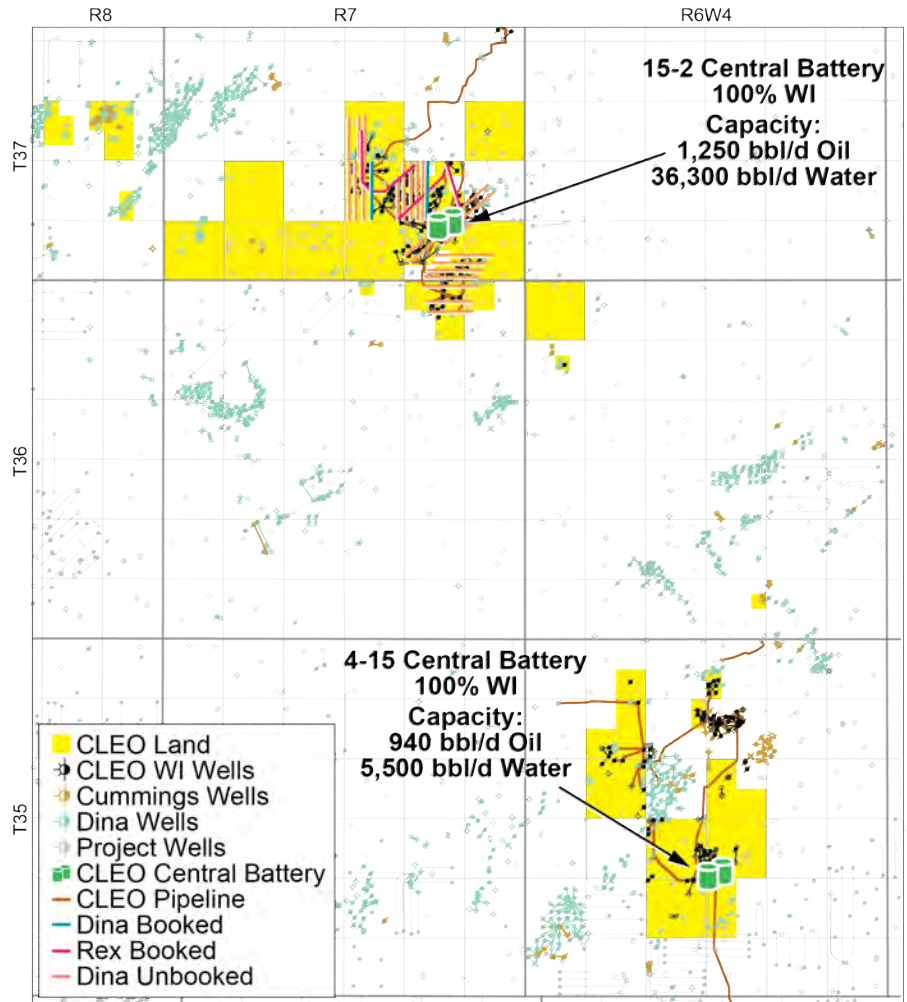 R8
R7
R6W4
T37
15-2 Central Battery
100% WI
Capacity:
1,250 bbl/d Oil
36,300 bbl/d Water
T36
4-15 Central Battery
100% WI
Capacity:
940 bbl/d Oil
5,500 bbl/d Water
T35
CLEO Land
CLEO WI Wells
Cummings Wells
Dina Wells
Project Wells
CLEO Central Battery
CLEO Pipeline
Dina Booked
Rex Booked
Dina Unbooked